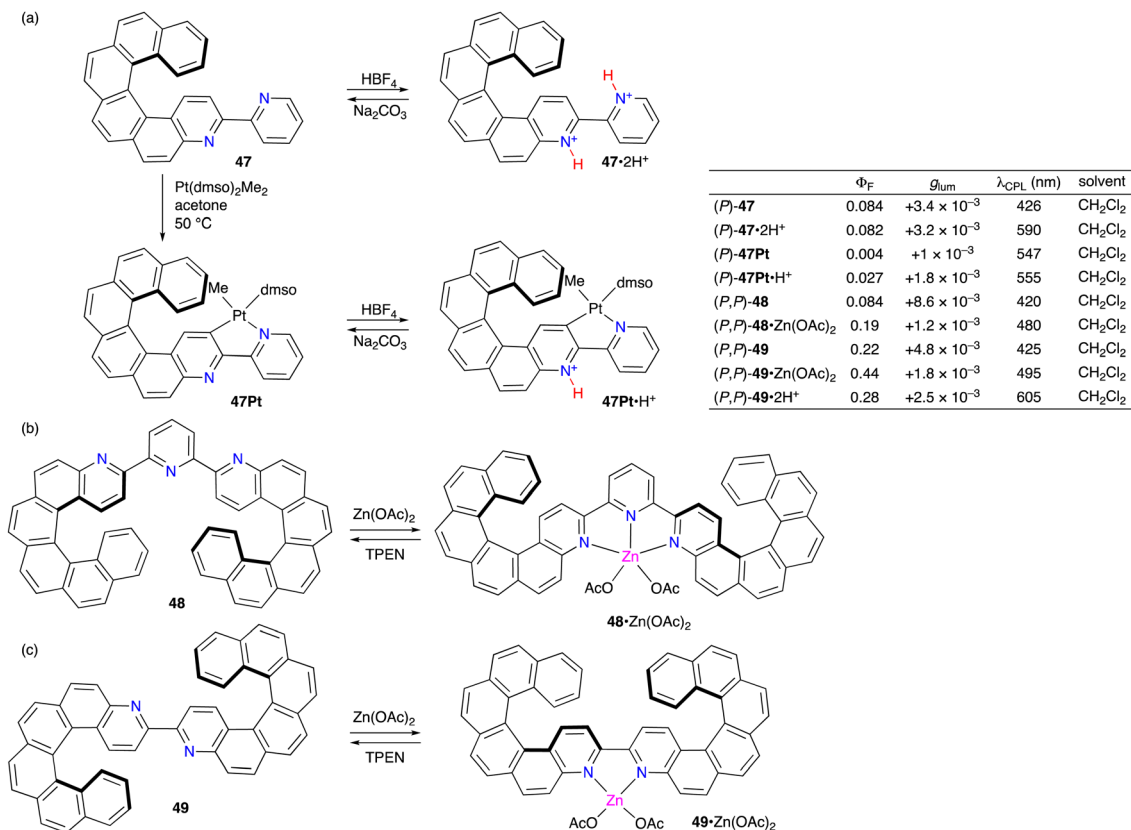 (a)
N
N
47
HBF₄
Na₂CO₃
H
N⁺
N⁺
H
47•2H⁺
Pt(dmso)₂Me₂
acetone
50 °C
Me
dmso
Pt
N
N
47Pt
HBF₄
Na₂CO₃
Me
dmso
Pt
N
N⁺
H
47Pt•H⁺
Φ_F g_lum λ_CPL (nm) solvent
(P)-47 0.084 +3.4 × 10⁻³ 426 CH₂Cl₂
(P)-47•2H⁺ 0.082 +3.2 × 10⁻³ 590 CH₂Cl₂
(P)-47Pt 0.004 +1 × 10⁻³ 547 CH₂Cl₂
(P)-47Pt•H⁺ 0.027 +1.8 × 10⁻³ 555 CH₂Cl₂
(P,P)-48 0.084 +8.6 × 10⁻³ 420 CH₂Cl₂
(P,P)-48•Zn(OAc)₂ 0.19 +1.2 × 10⁻³ 480 CH₂Cl₂
(P,P)-49 0.22 +4.8 × 10⁻³ 425 CH₂Cl₂
(P,P)-49•Zn(OAc)₂ 0.44 +1.8 × 10⁻³ 495 CH₂Cl₂
(P,P)-49•2H⁺ 0.28 +2.5 × 10⁻³ 605 CH₂Cl₂
(b)
N
N
N
48
Zn(OAc)₂
TPEN
N
N
N
Zn
AcO
OAc
48•Zn(OAc)₂
(c)
N
N
49
Zn(OAc)₂
TPEN
N
N
Zn
AcO
OAc
49•Zn(OAc)₂